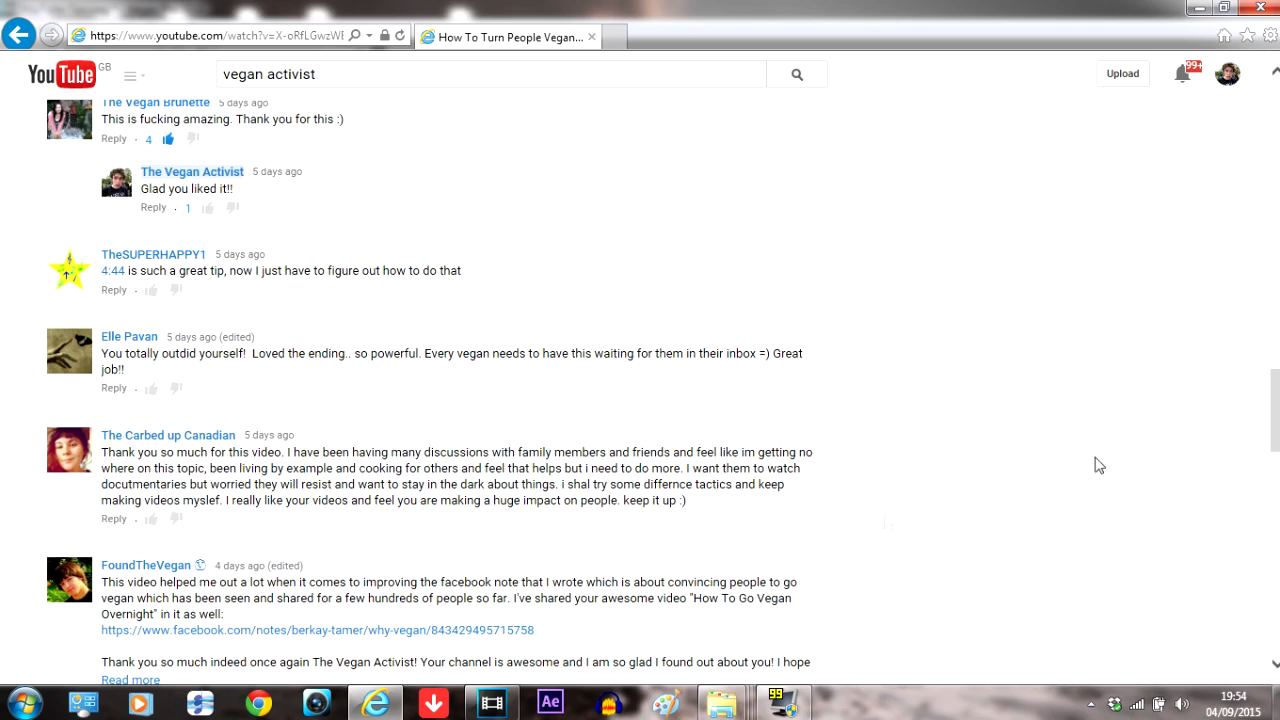 https://www.youtube.com/watch?v=X-oRfLGwzWE
How To Turn People Vegan...
YouTube GB
vegan activist
Upload
99+
The Vegan Brunette 5 days ago
This is fucking amazing. Thank you for this :)
Reply · 4
The Vegan Activist 5 days ago
Glad you liked it!!
Reply · 1
TheSUPERHAPPY1 5 days ago
4:44 is such a great tip, now I just have to figure out how to do that
Reply ·
Elle Pavan 5 days ago (edited)
You totally outdid yourself!  Loved the ending.. so powerful. Every vegan needs to have this waiting for them in their inbox =) Great
job!!
Reply ·
The Carbed up Canadian 5 days ago
Thank you so much for this video. I have been having many discussions with family members and friends and feel like im getting no
where on this topic, been living by example and cooking for others and feel that helps but i need to do more. I want them to watch
docutmentaries but worried they will resist and want to stay in the dark about things. i shal try some differnce tactics and keep
making videos myslef. I really like your videos and feel you are making a huge impact on people. keep it up :)
Reply ·
FoundTheVegan 4 days ago (edited)
This video helped me out a lot when it comes to improving the facebook note that I wrote which is about convincing people to go
vegan which has been seen and shared for a few hundreds of people so far. I've shared your awesome video "How To Go Vegan
Overnight" in it as well:
https://www.facebook.com/notes/berkay-tamer/why-vegan/843429495715758
Thank you so much indeed once again The Vegan Activist! Your channel is awesome and I am so glad I found out about you! I hope
Read more
Ae
99
19:54
04/09/2015